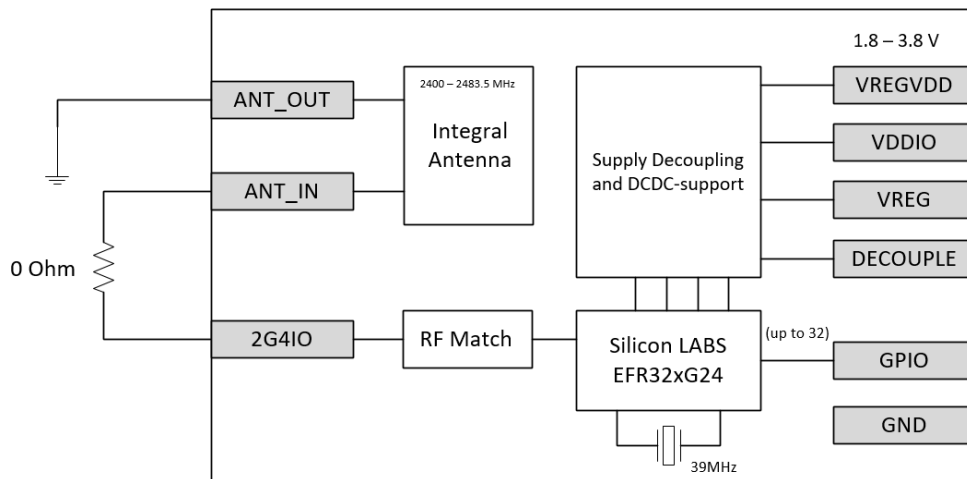 1.8 – 3.8 V
ANT_OUT
2400 – 2483.5 MHz
Integral
Antenna
VREGVDD
VDDIO
Supply Decoupling
and DCDC-support
ANT_IN
VREG
0 Ohm
DECOUPLE
2G4IO
RF Match
Silicon LABS
EFR32xG24
(up to 32)
GPIO
GND
39MHz